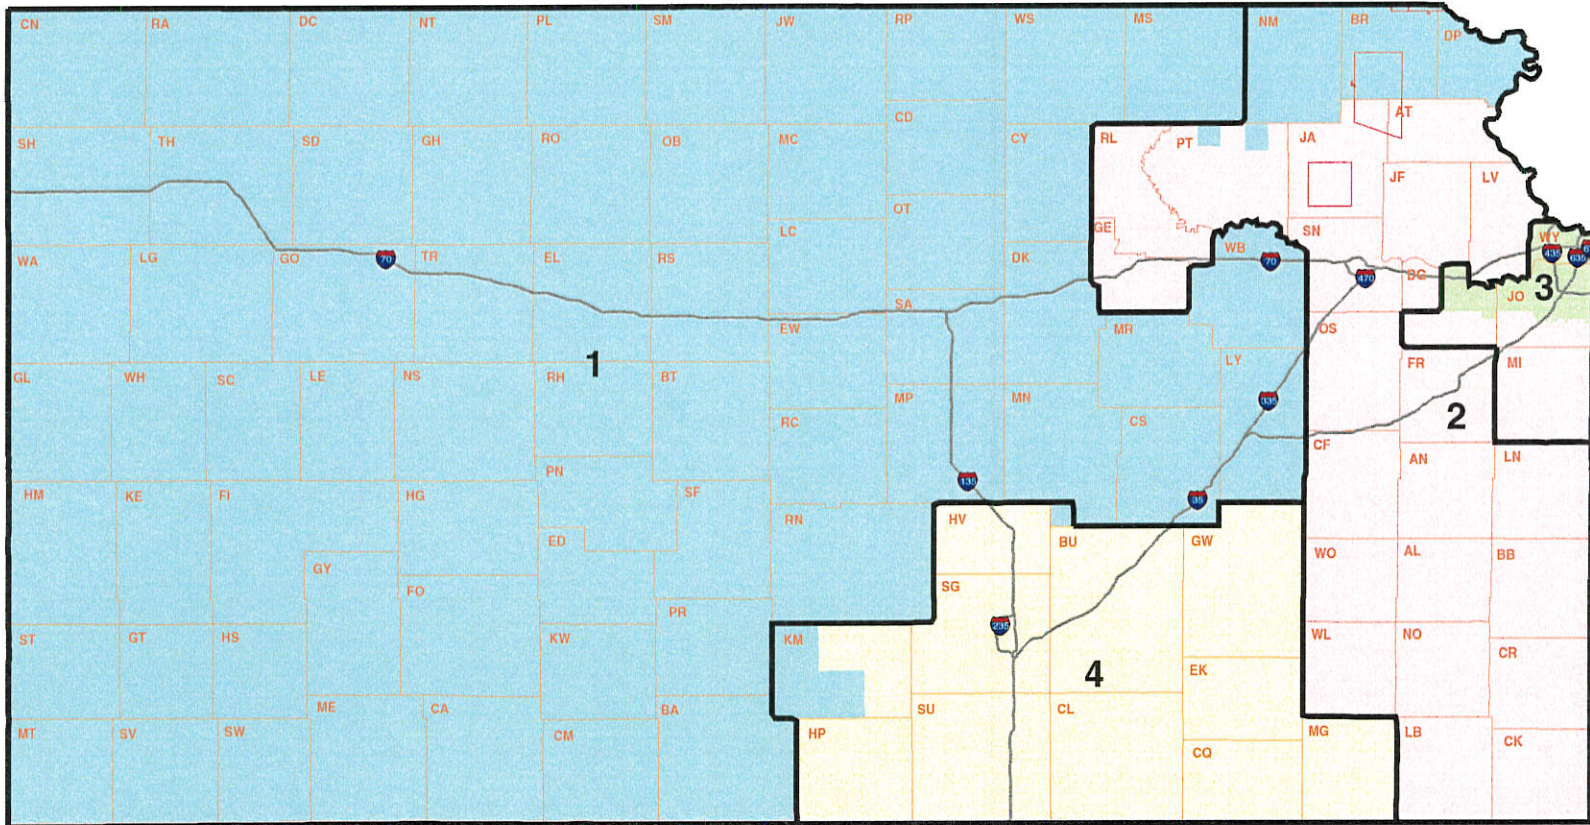 CN RA DC NT PL SM JW RP WS MS NM BR DP
CD AT
SH TH SD GH RO OB MC CY RL PT JA
JF LV
OT
LC GE SN WY
WA LG GO TR EL RS DK WB
70 70 435 635
470 DG
3
SA JO
EW MR OS
1 LY FR MI
GL WH SC LE NS RH BT
MP MN 335
RC CS 2
CF
PN AN LN
135
HM KE FI HG SF 35
RN HV
ED BU GW
WO AL BB
GY
SG
FO
PR
235
ST GT HS KW KM WL NO
CR
4 EK
ME CA BA SU CL
MT SV SW CM HP MG LB
CK
CQ